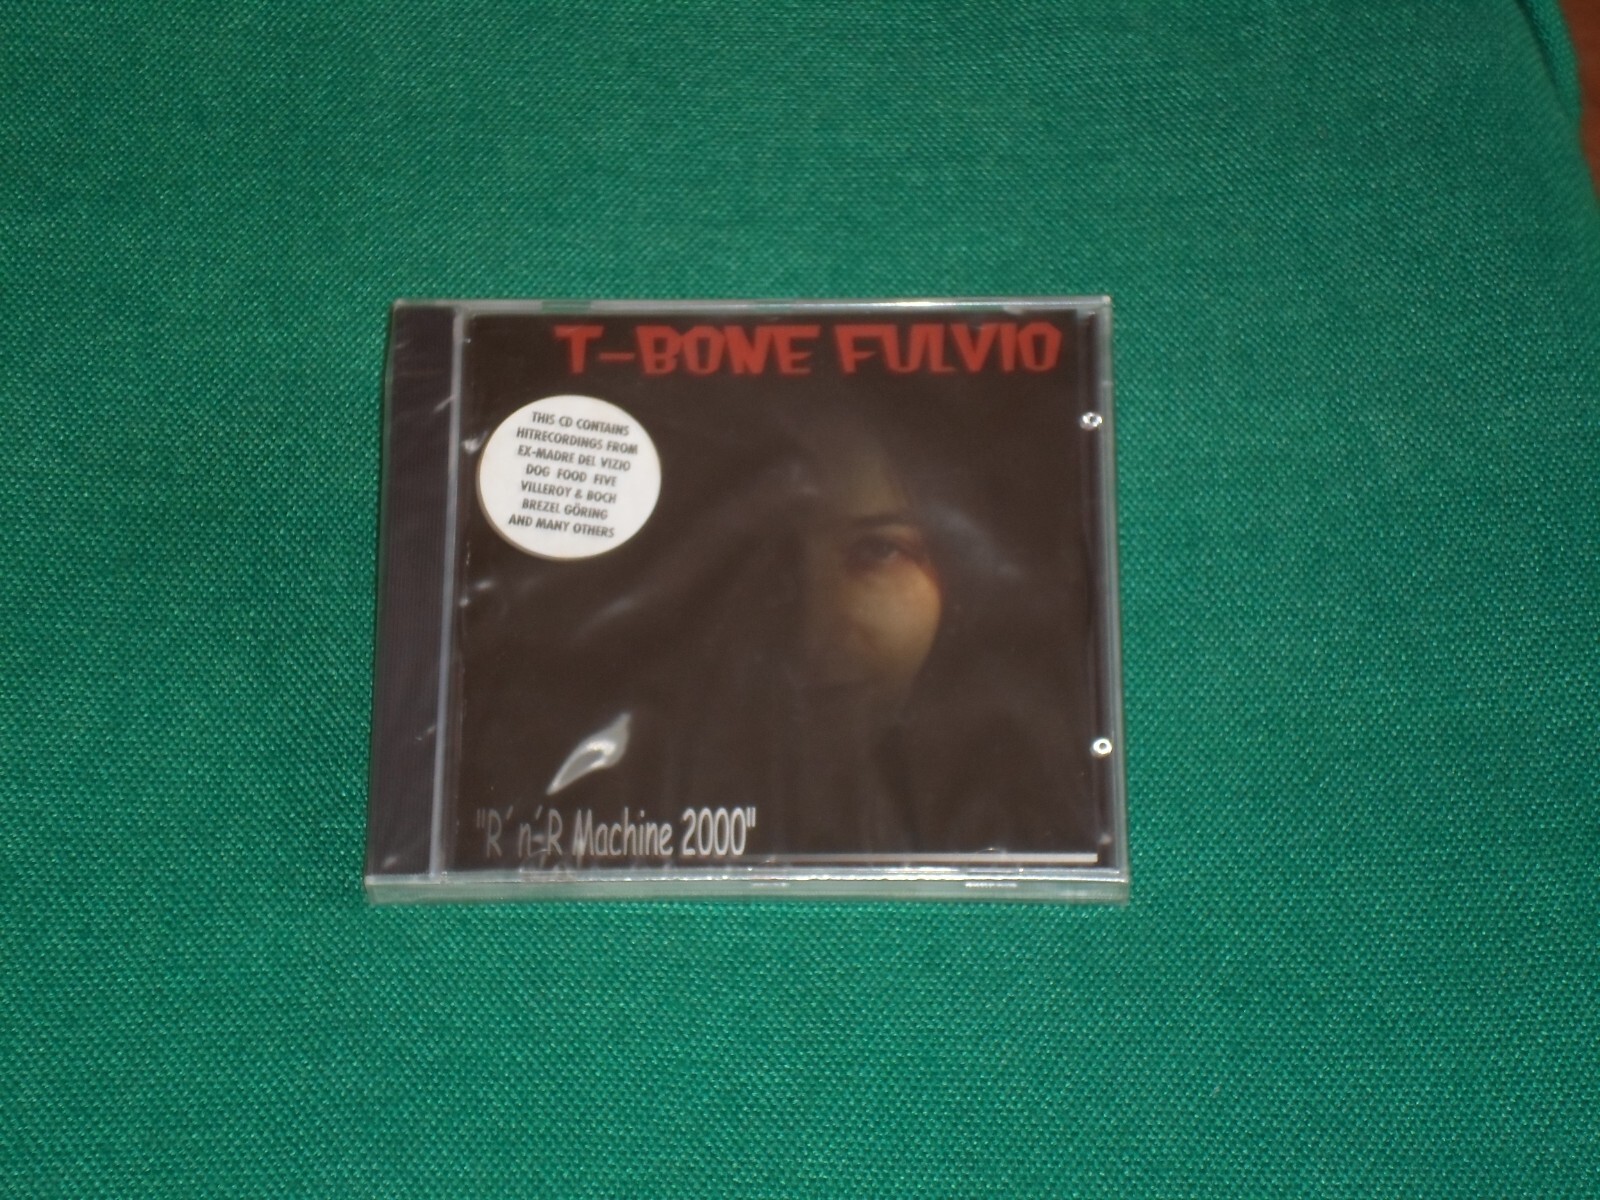 T-BONE FULVIO
THIS CD CONTAINS
HITRECORDINGS FROM
EX-MADRE DEL VIZIO
DOG FOOD FIVE
VILLEROY & BOCH
BREZEL GÖRING
AND MANY OTHERS
"R´n´R Machine 2000"